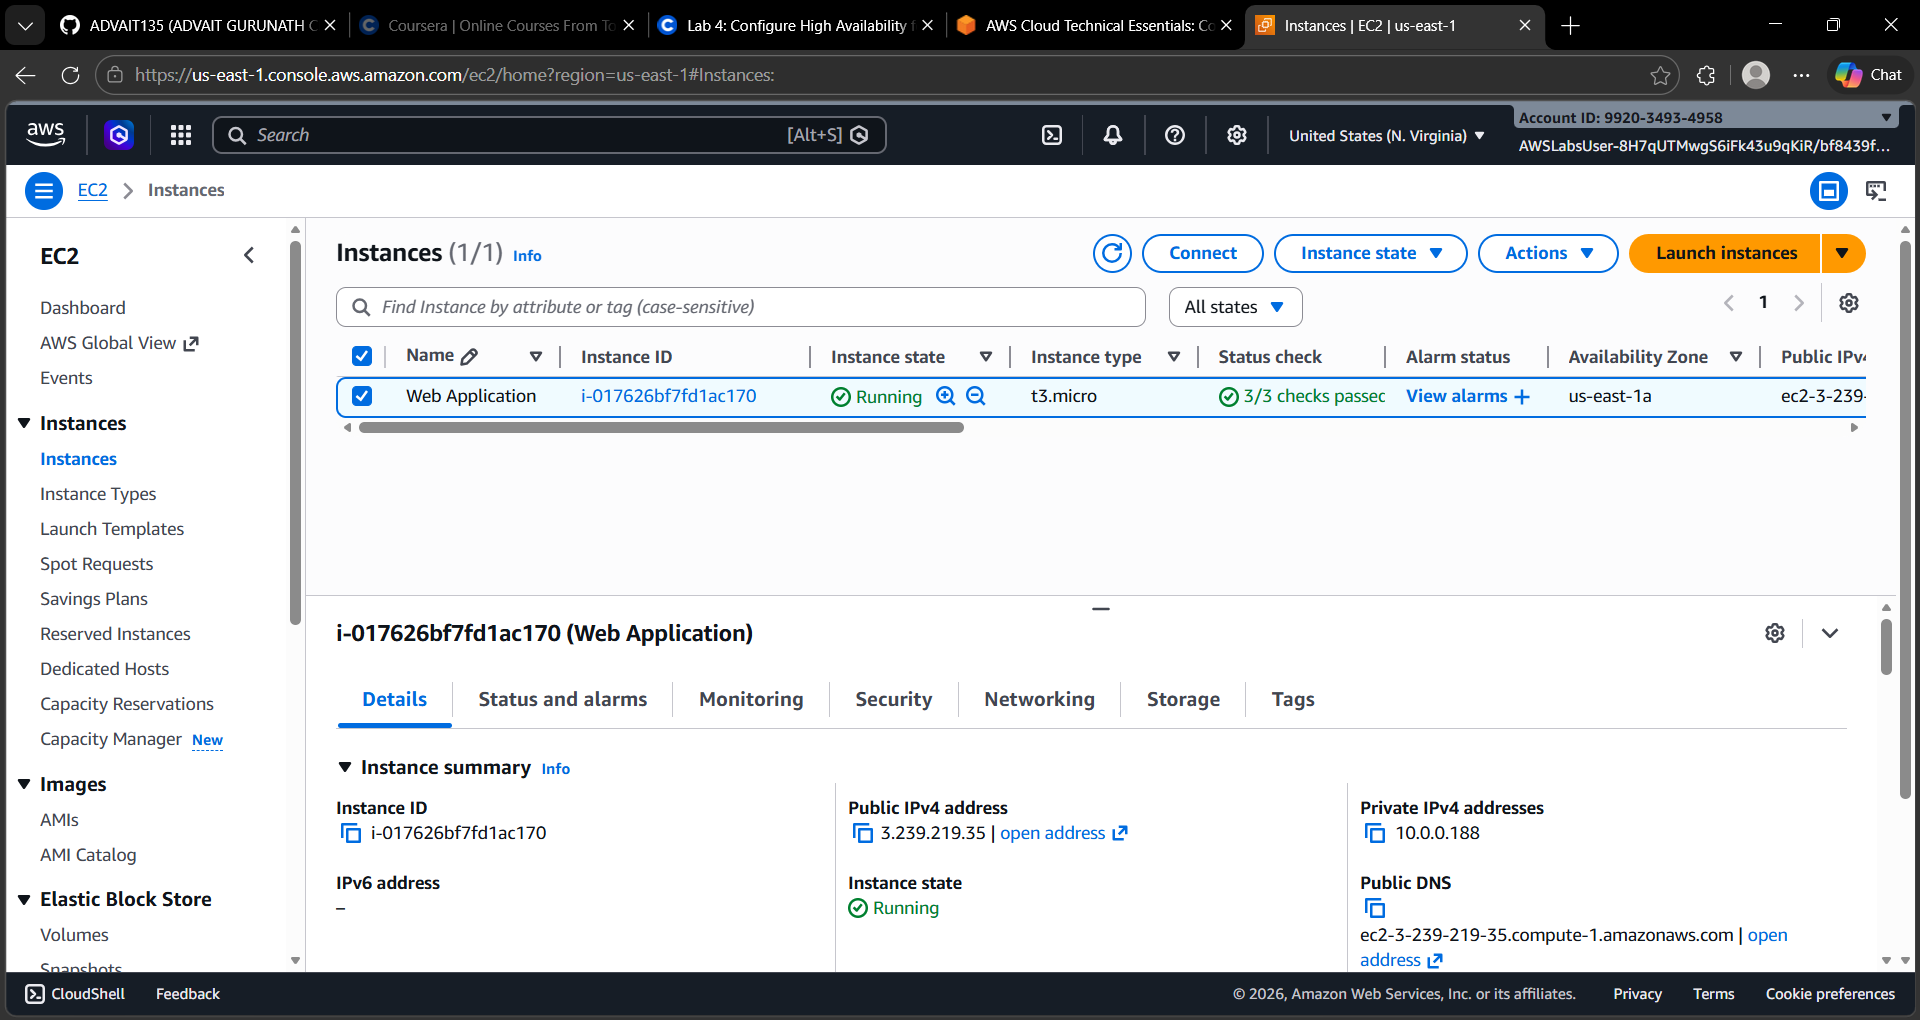 ADVAIT135 (ADVAIT GURUNATH C
Coursera | Online Courses From To
Lab 4: Configure High Availability f
AWS Cloud Technical Essentials: Co
Instances | EC2 | us-east-1
https://us-east-1.console.aws.amazon.com/ec2/home?region=us-east-1#Instances:
Chat
aws
Search
[Alt+S]
United States (N. Virginia)
Account ID: 9920-3493-4958
AWSLabsUser-8H7qUTMwgS6iFk43u9qKiR/bf8439f...
EC2
Instances
EC2
Dashboard
AWS Global View
Events
Instances
Instances
Instance Types
Launch Templates
Spot Requests
Savings Plans
Reserved Instances
Dedicated Hosts
Capacity Reservations
Capacity Manager New
Images
AMIs
AMI Catalog
Elastic Block Store
Volumes
Snapshots
Instances (1/1) Info
Connect
Instance state
Actions
Launch instances
Find Instance by attribute or tag (case-sensitive)
All states
1
Name
Instance ID
Instance state
Instance type
Status check
Alarm status
Availability Zone
Public IPv4
Web Application
i-017626bf7fd1ac170
Running
t3.micro
3/3 checks passed
View alarms +
us-east-1a
ec2-3-239-
i-017626bf7fd1ac170 (Web Application)
Details
Status and alarms
Monitoring
Security
Networking
Storage
Tags
Instance summary Info
Instance ID
i-017626bf7fd1ac170
Public IPv4 address
3.239.219.35 | open address
Private IPv4 addresses
10.0.0.188
IPv6 address
–
Instance state
Running
Public DNS
ec2-3-239-219-35.compute-1.amazonaws.com | open
address
CloudShell
Feedback
© 2026, Amazon Web Services, Inc. or its affiliates.
Privacy
Terms
Cookie preferences